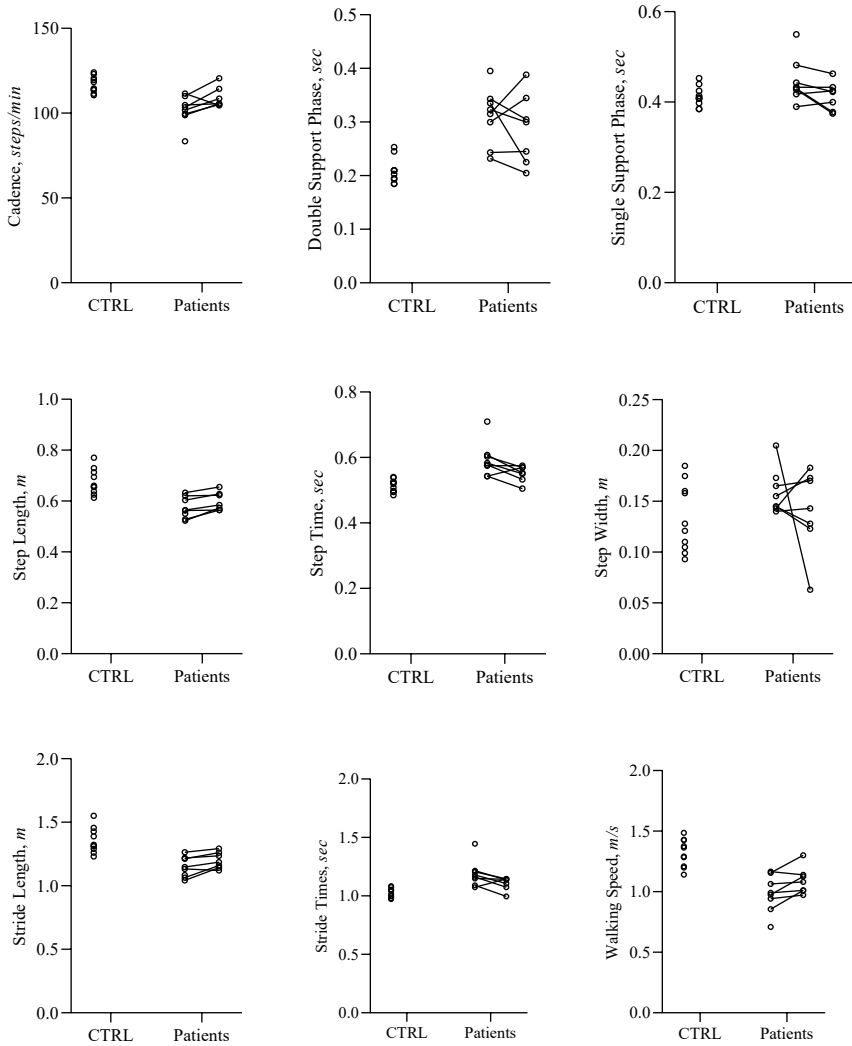 Cadence, steps/min
150
100
50
0
CTRL Patients
Double Support Phase, sec
0.5
0.4
0.3
0.2
0.1
0.0
CTRL Patients
Single Support Phase, sec
0.6
0.4
0.2
0.0
CTRL Patients
Step Length, m
1.0
0.8
0.6
0.4
0.2
0.0
CTRL Patients
Step Time, sec
0.8
0.6
0.4
0.2
0.0
CTRL Patients
Step Width, m
0.25
0.20
0.15
0.10
0.05
0.00
CTRL Patients
Stride Length, m
2.0
1.5
1.0
0.5
0.0
CTRL Patients
Stride Times, sec
2.0
1.5
1.0
0.5
0.0
CTRL Patients
Walking Speed, m/s
2.0
1.5
1.0
0.5
0.0
CTRL Patients